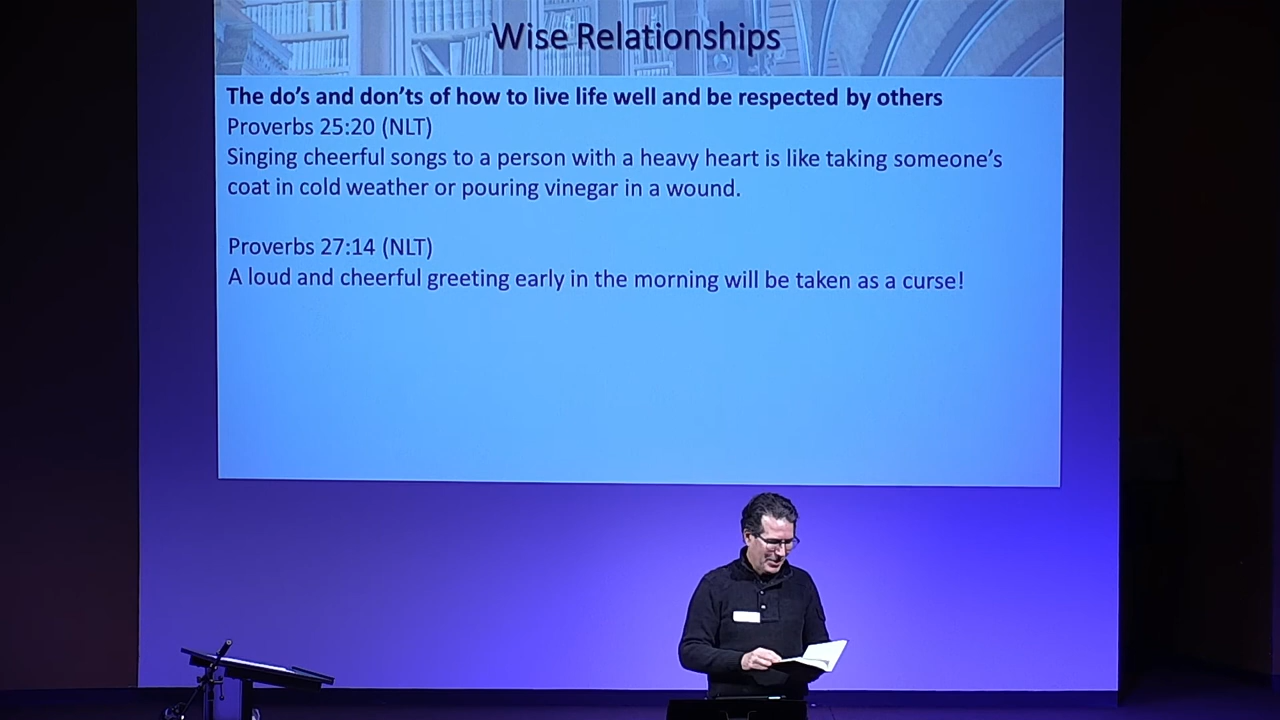 Wise Relationships
The do's and don'ts of how to live life well and be respected by others
Proverbs 25:20 (NLT)
Singing cheerful songs to a person with a heavy heart is like taking someone's
coat in cold weather or pouring vinegar in a wound.
Proverbs 27:14 (NLT)
A loud and cheerful greeting early in the morning will be taken as a curse!